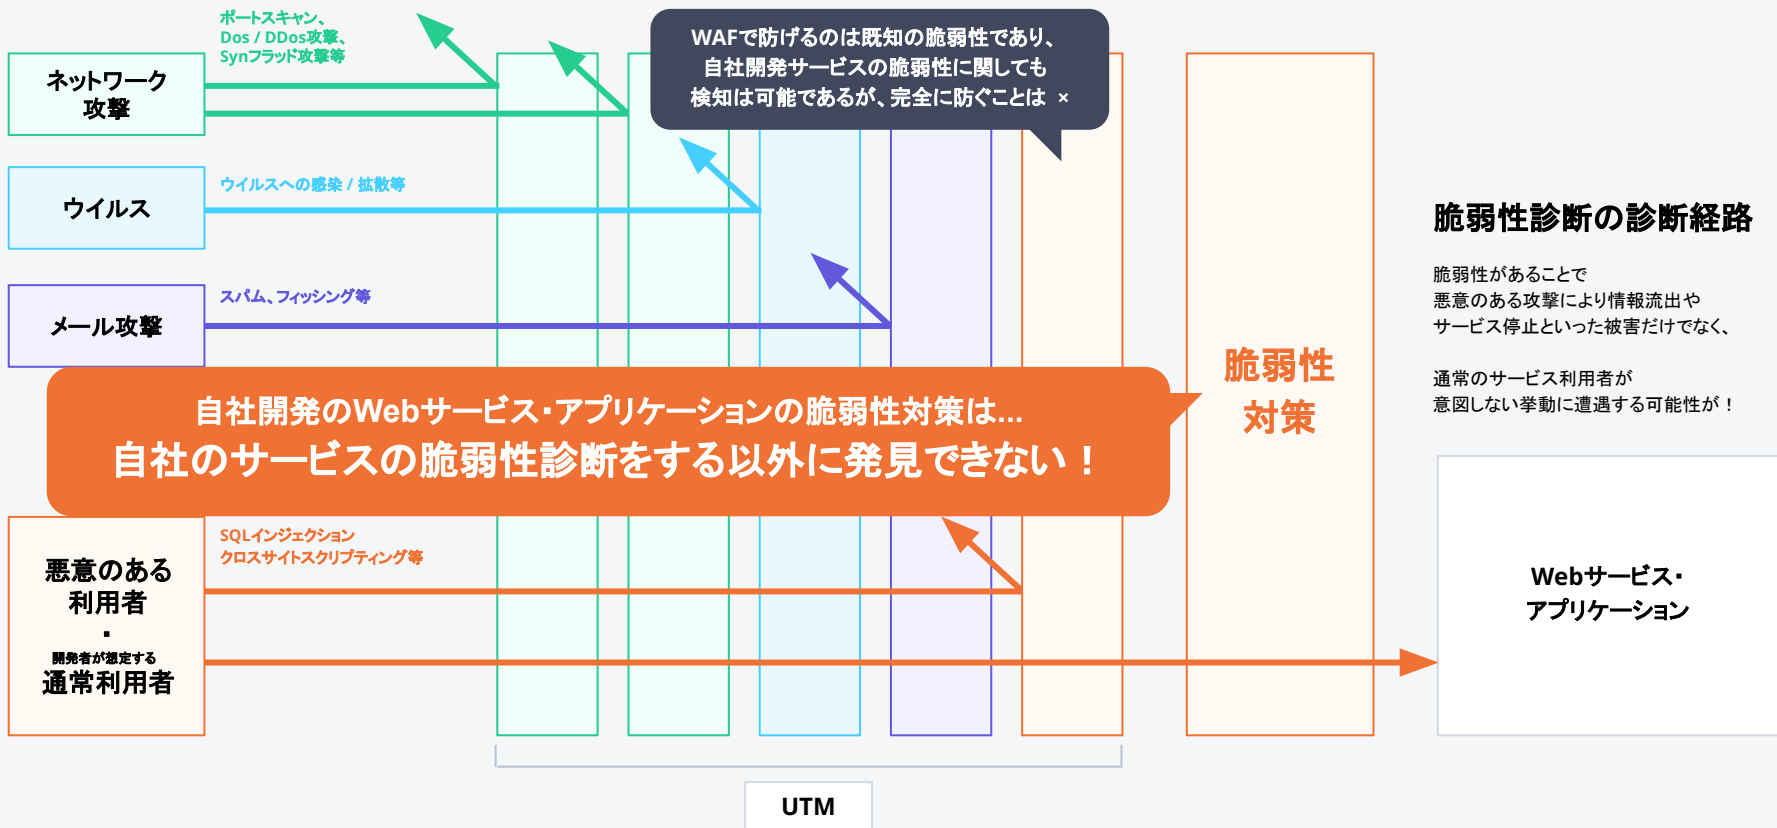 ポートスキャン、
Dos / DDos攻撃、
Synフラッド攻撃等
ネットワーク
攻撃
WAFで防げるのは既知の脆弱性であり、
自社開発サービスの脆弱性に関しても
検知は可能であるが、完全に防ぐことは ×
ウイルス
ウイルスへの感染 / 拡散等
メール攻撃
スパム、フィッシング等
自社開発のWebサービス・アプリケーションの脆弱性対策は...
自社のサービスの脆弱性診断をする以外に発見できない！
脆弱性
対策
脆弱性診断の診断経路
脆弱性があることで
悪意のある攻撃により情報流出や
サービス停止といった被害だけでなく、
通常のサービス利用者が
意図しない挙動に遭遇する可能性が！
悪意のある
利用者
・
開発者が想定する
通常利用者
SQLインジェクション
クロスサイトスクリプティング等
Webサービス・
アプリケーション
UTM